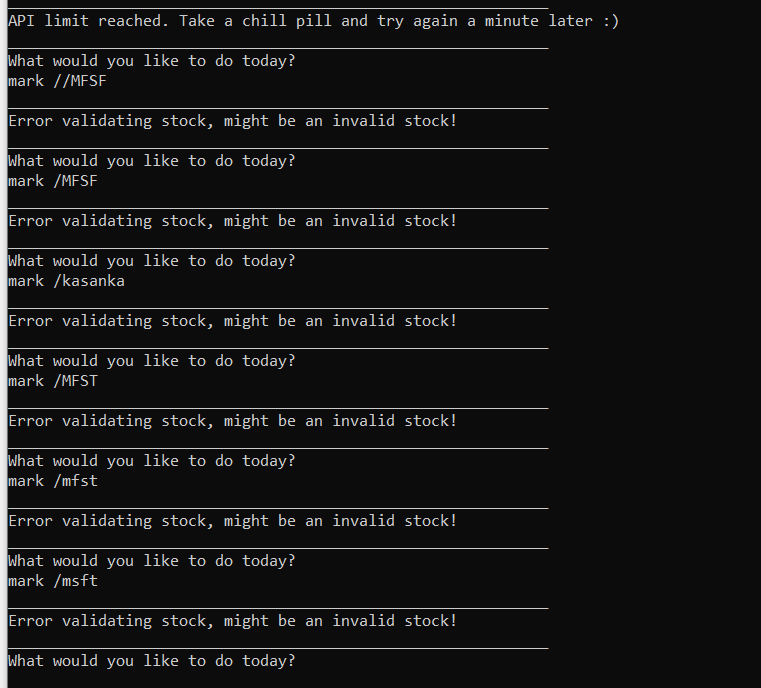 API limit reached. Take a chill pill and try again a minute later :)
What would you like to do today?
mark //MFSF
Error validating stock, might be an invalid stock!
What would you like to do today?
mark /MFSF
Error validating stock, might be an invalid stock!
What would you like to do today?
mark /kasanka
Error validating stock, might be an invalid stock!
What would you like to do today?
mark /MFST
Error validating stock, might be an invalid stock!
What would you like to do today?
mark /mfst
Error validating stock, might be an invalid stock!
What would you like to do today?
mark /msft
Error validating stock, might be an invalid stock!
What would you like to do today?